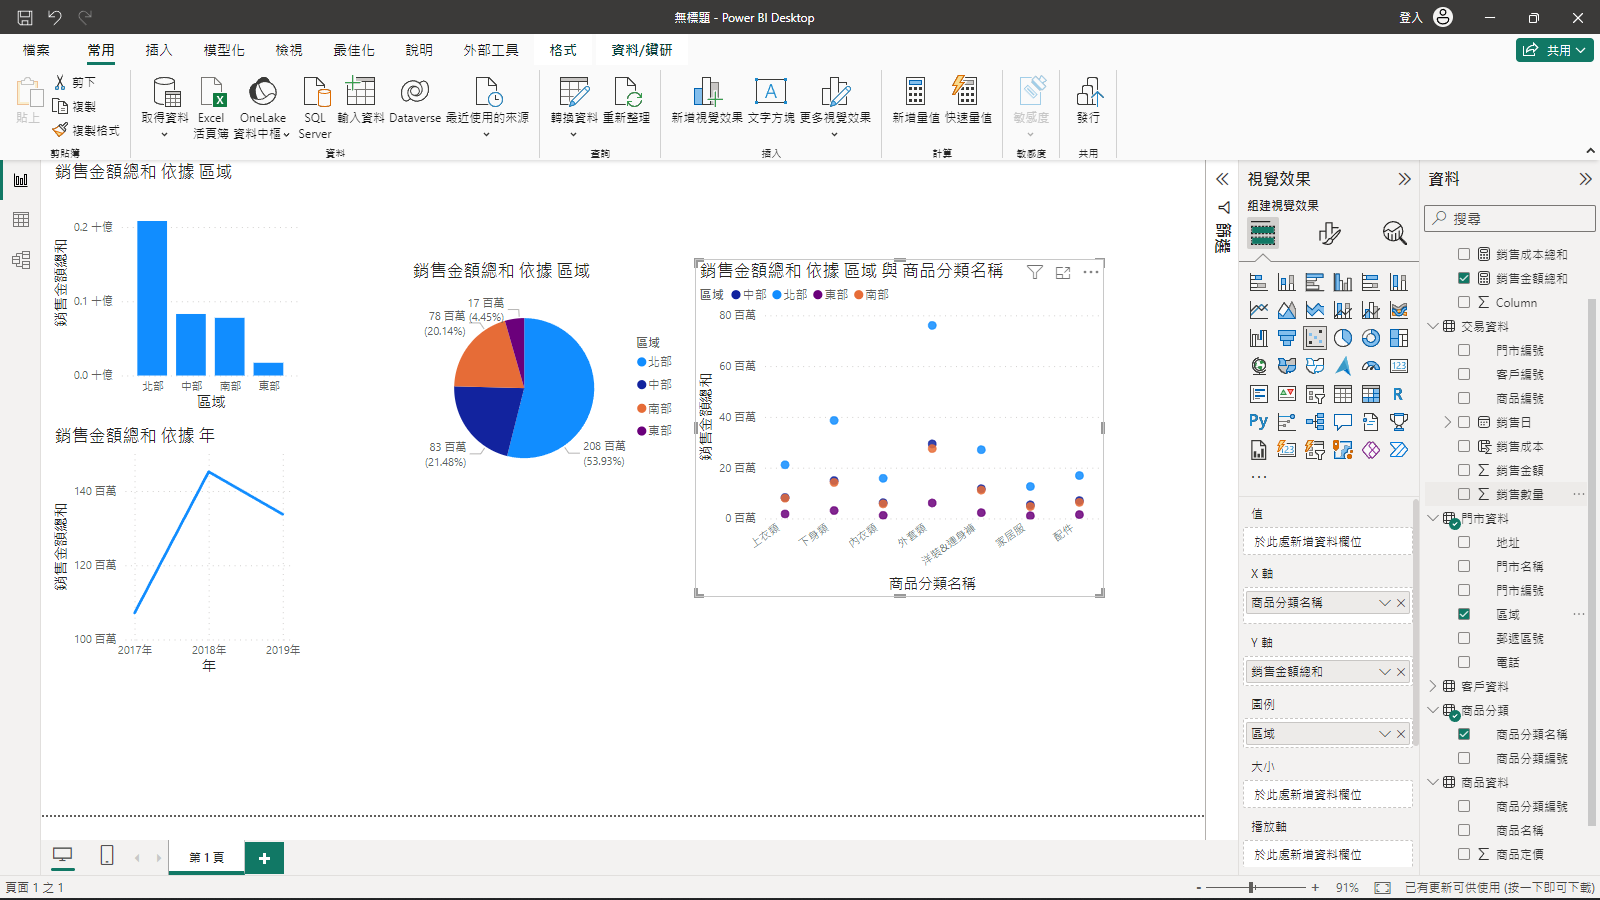 無標題 - Power BI Desktop
登入
檔案 常用 插入 模型化 檢視 最佳化 說明 外部工具 格式 資料/鑽研
共用
貼上
剪下
複製
複製格式
剪貼簿
取得資料
Excel
活頁簿
OneLake
資料中樞
SQL
Server
輸入資料
Dataverse
最近使用的來源
資料
轉換資料
重新整理
查詢
新增視覺效果
文字方塊
更多視覺效果
插入
新增量值
快速量值
計算
敏感度
敏感度
發行
共用
銷售金額總和 依據 區域
銷售金額總和
0.2 十億
0.1 十億
0.0 十億
北部 中部 南部 東部
區域
銷售金額總和 依據 年
銷售金額總和
140 百萬
120 百萬
100 百萬
2017年 2018年 2019年
年
銷售金額總和 依據 區域
17 百萬
(4.45%)
78 百萬
(20.14%)
83 百萬
(21.48%)
208 百萬
(53.93%)
區域
北部
中部
南部
東部
銷售金額總和 依據 區域 與 商品分類名稱
區域 中部 北部 東部 南部
銷售金額總和
80 百萬
60 百萬
40 百萬
20 百萬
0 百萬
上衣類 下身類 內衣類 外套類 洋裝&連身褲 家居服 配件
商品分類名稱
篩選
視覺效果
組建視覺效果
123
R
Py
123
值
於此處新增資料欄位
X 軸
商品分類名稱
Y 軸
銷售金額總和
圖例
區域
大小
於此處新增資料欄位
播放軸
於此處新增資料欄位
資料
搜尋
銷售成本總和
銷售金額總和
Column
交易資料
門市編號
客戶編號
商品編號
銷售日
銷售成本
銷售金額
銷售數量
門市資料
地址
門市名稱
門市編號
區域
郵遞區號
電話
客戶資料
商品分類
商品分類名稱
商品分類編號
商品資料
商品分類編號
商品名稱
商品定價
第 1 頁
頁面 1 之 1
- + 91%
已有更新可供使用 (按一下即可下載)